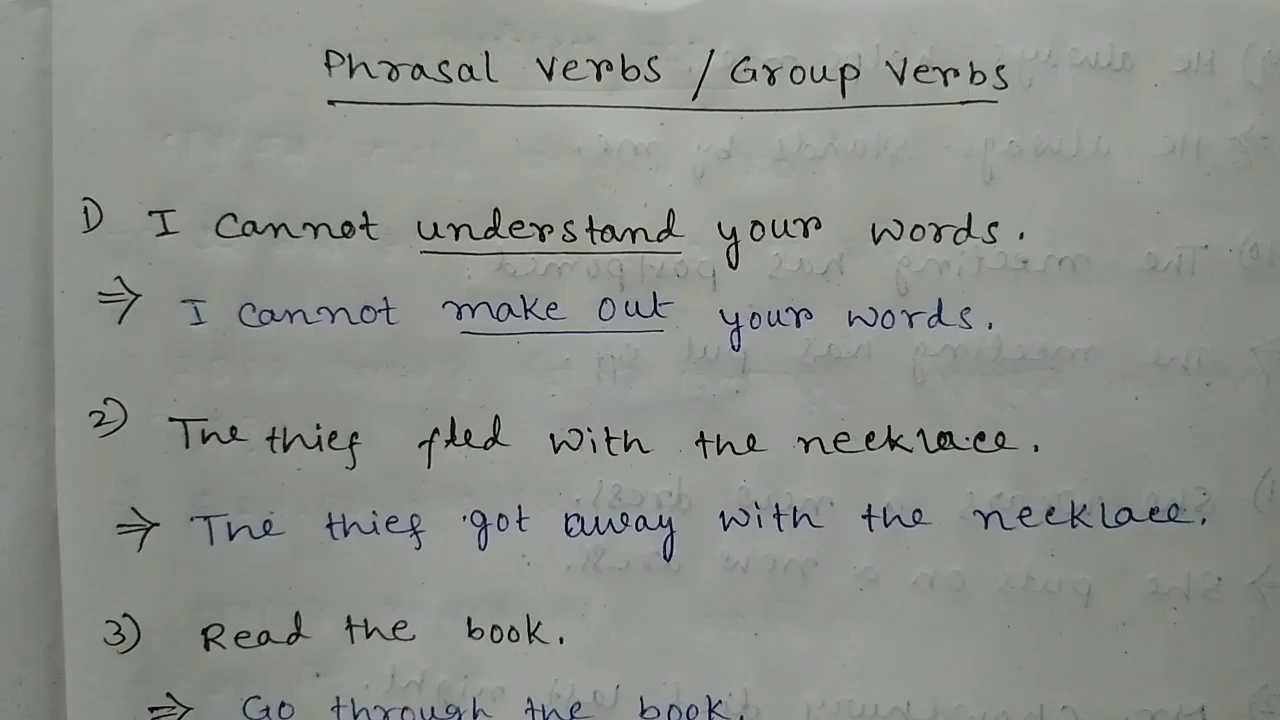 Phrasal Verbs / Group Verbs
1) I cannot understand your words.
⇒ I cannot make out your words.
2) The thief fled with the necklace.
⇒ The thief got away with the necklace.
3) Read the book.
⇒ Go through the book.